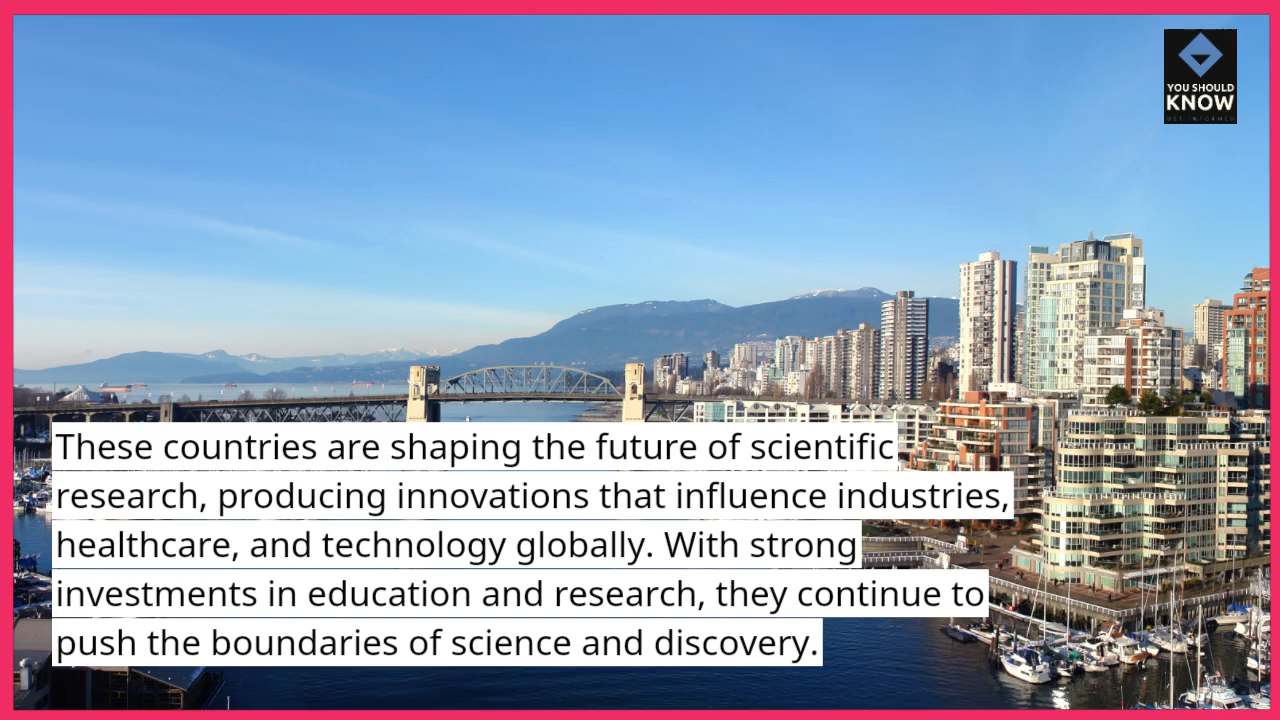 YOU SHOULD
KNOW
GET INFORMED
These countries are shaping the future of scientific
research, producing innovations that influence industries,
healthcare, and technology globally. With strong
investments in education and research, they continue to
push the boundaries of science and discovery.